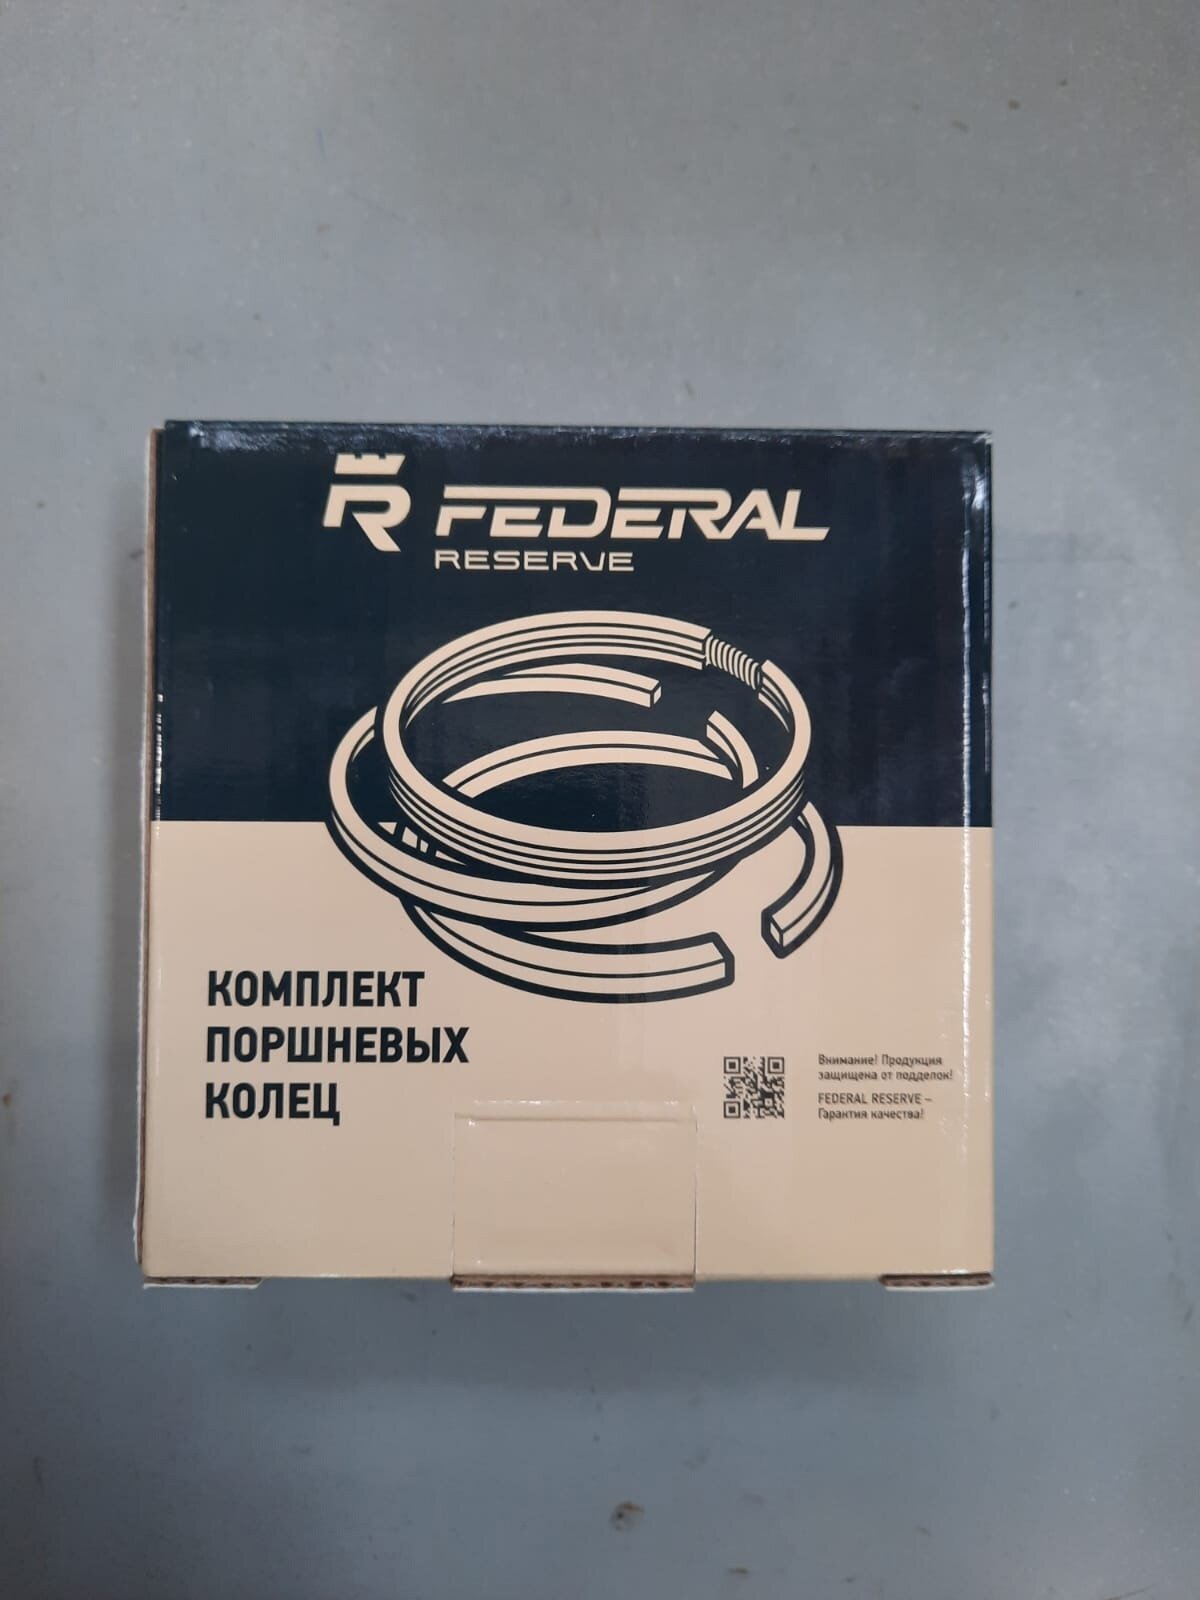 FEDERAL
RESERVE
КОМПЛЕКТ
ПОРШНЕВЫХ
КОЛЕЦ
Внимание! Продукция
защищена от подделок!
FEDERAL RESERVE –
Гарантия качества!